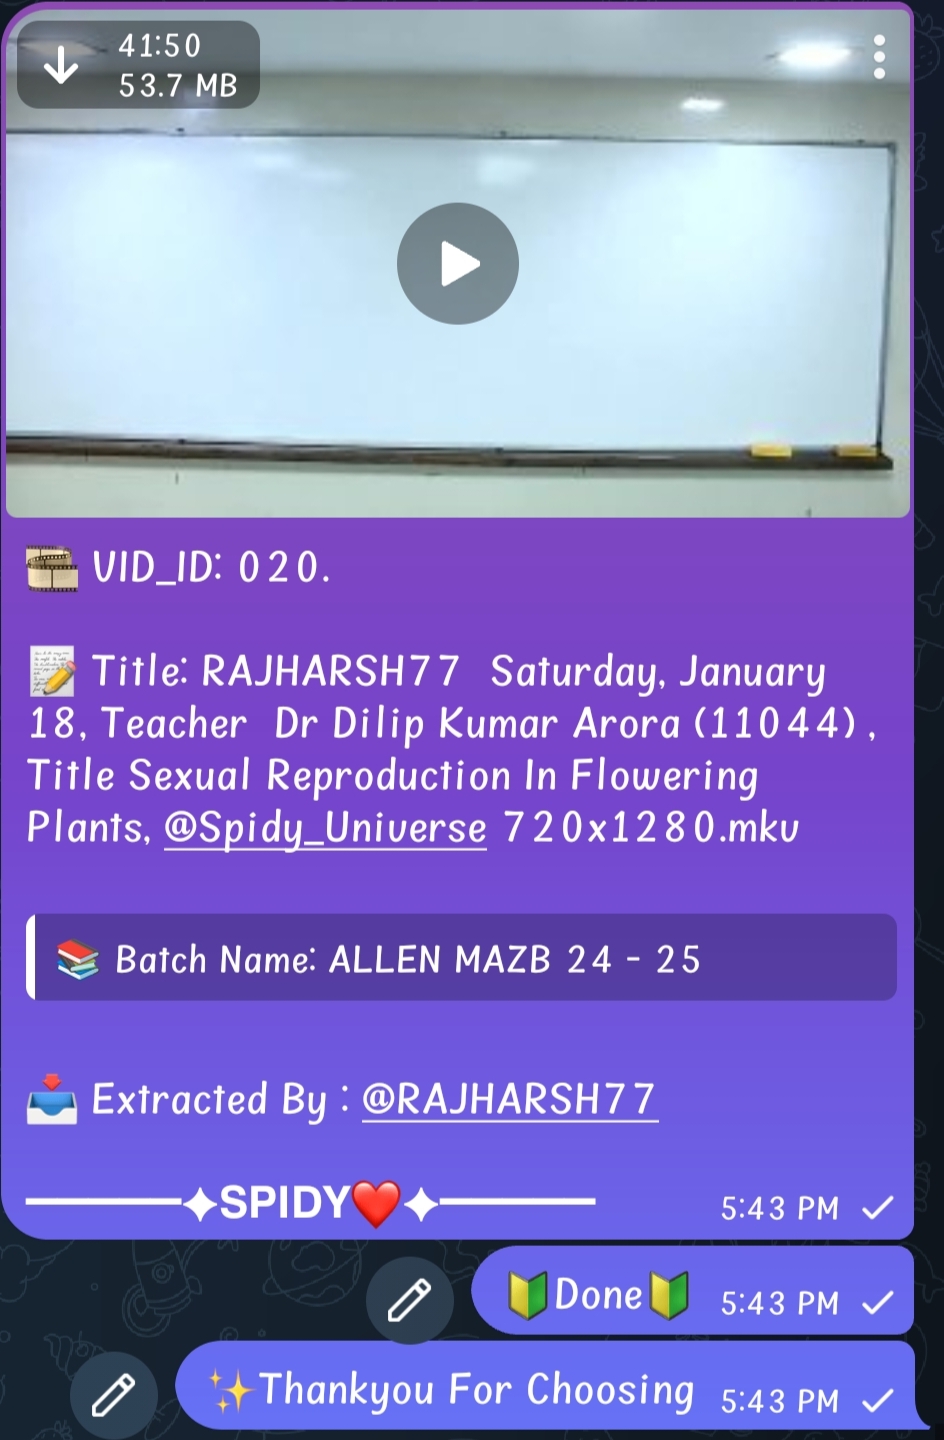 41:50
53.7 MB
VID_ID: 020.
Title: RAJHARSH77 Saturday, January
18, Teacher Dr Dilip Kumar Arora (11044) ,
Title Sexual Reproduction In Flowering
Plants, @Spidy_Universe 720x1280.mkv
Batch Name: ALLEN MAZB 24 - 25
Extracted By : @RAJHARSH77
———✦SPIDY❤️✦———
5:43 PM
🔰Done🔰 5:43 PM
✨Thankyou For Choosing 5:43 PM